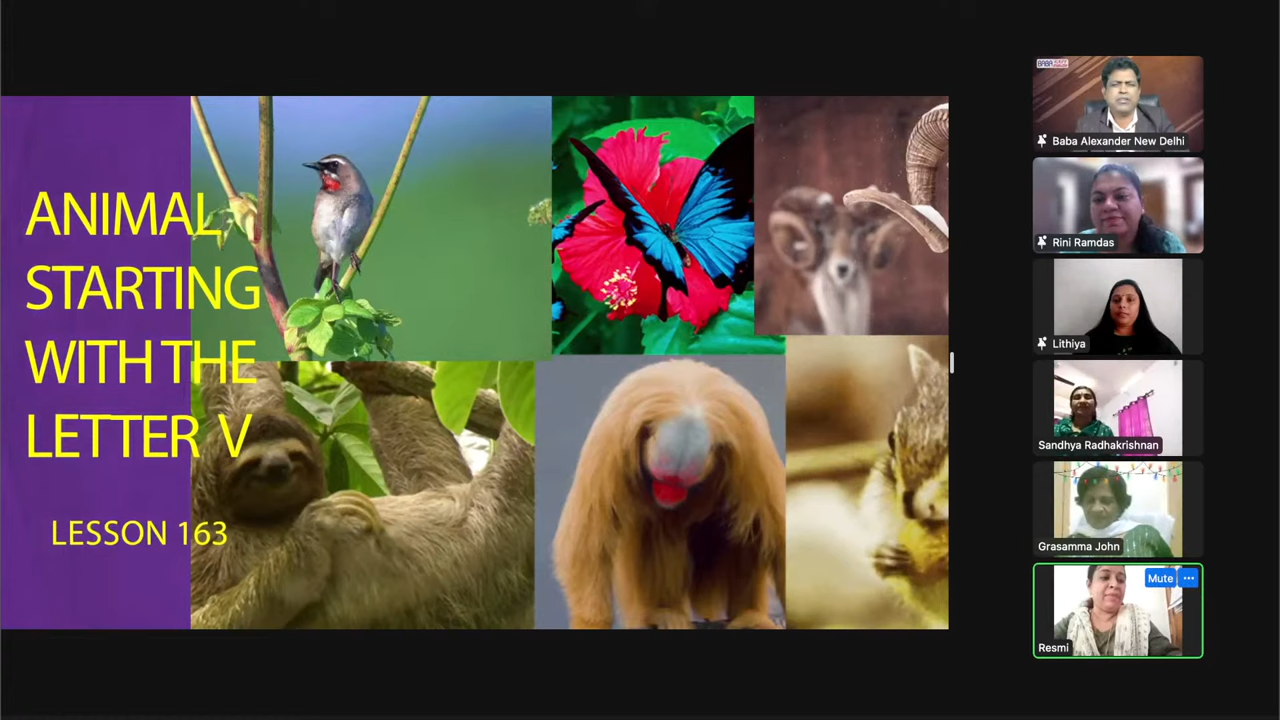 ANIMAL
STARTING
WITH THE
LETTER V
LESSON 163
BABA
Baba Alexander New Delhi
Rini Ramdas
Lithiya
Sandhya Radhakrishnan
Grasamma John
Mute
Resmi